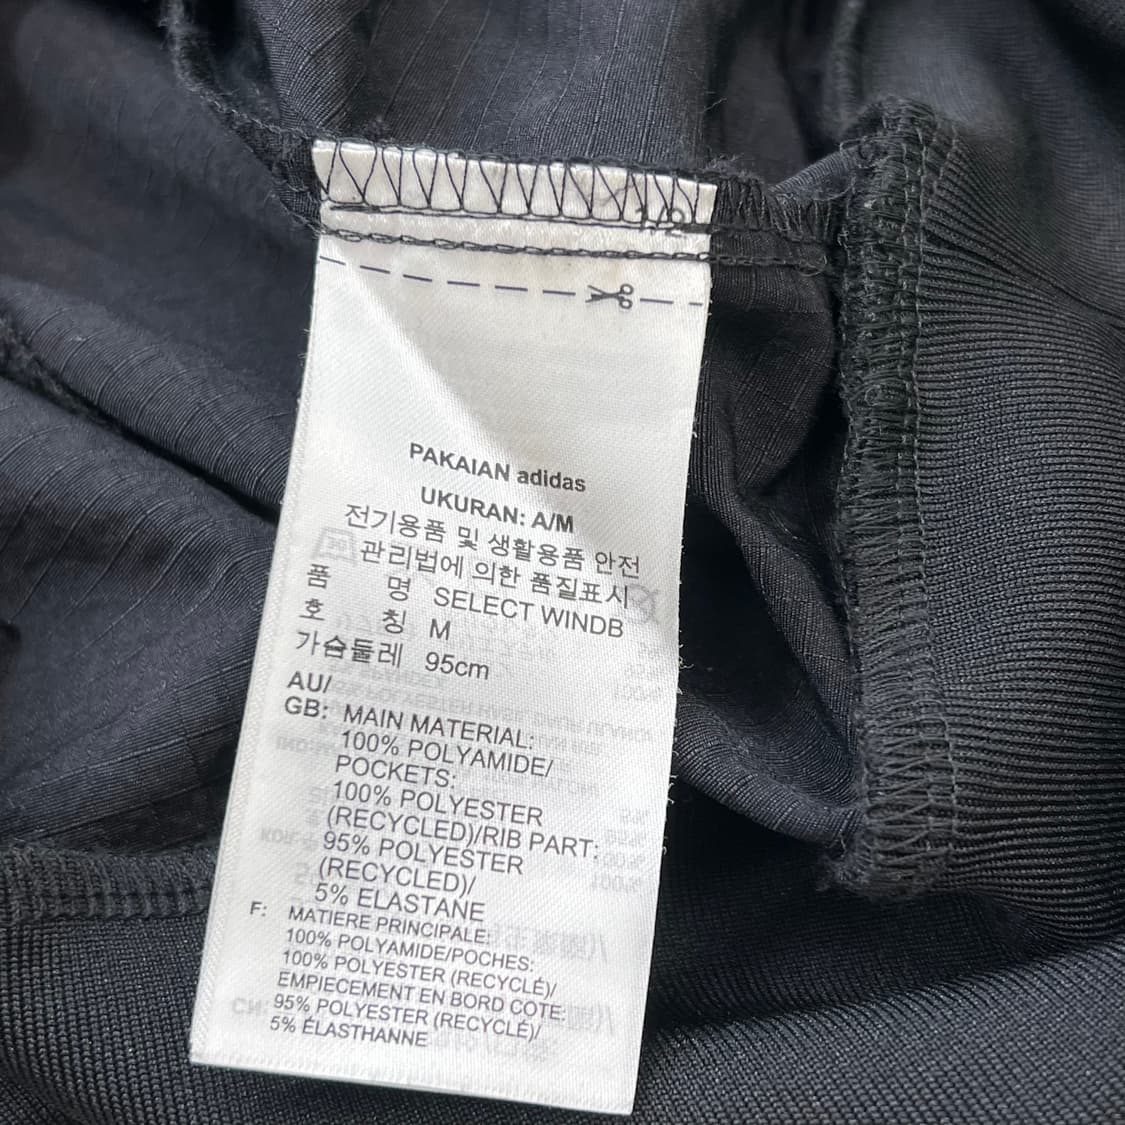 1/2
PAKAIAN adidas
UKURAN: A/M
전기용품 및 생활용품 안전
관리법에 의한 품질표시
품 명 SELECT WINDB
호 칭 M
가슴둘레 95cm
AU/
GB: MAIN MATERIAL:
100% POLYAMIDE/
POCKETS:
100% POLYESTER
(RECYCLED)/RIB PART:
95% POLYESTER
(RECYCLED)/
5% ELASTANE
F: MATIERE PRINCIPALE:
100% POLYAMIDE/POCHES:
100% POLYESTER (RECYCLÉ)/
EMPIECEMENT EN BORD COTE:
95% POLYESTER (RECYCLÉ)/
5% ÉLASTHANNE